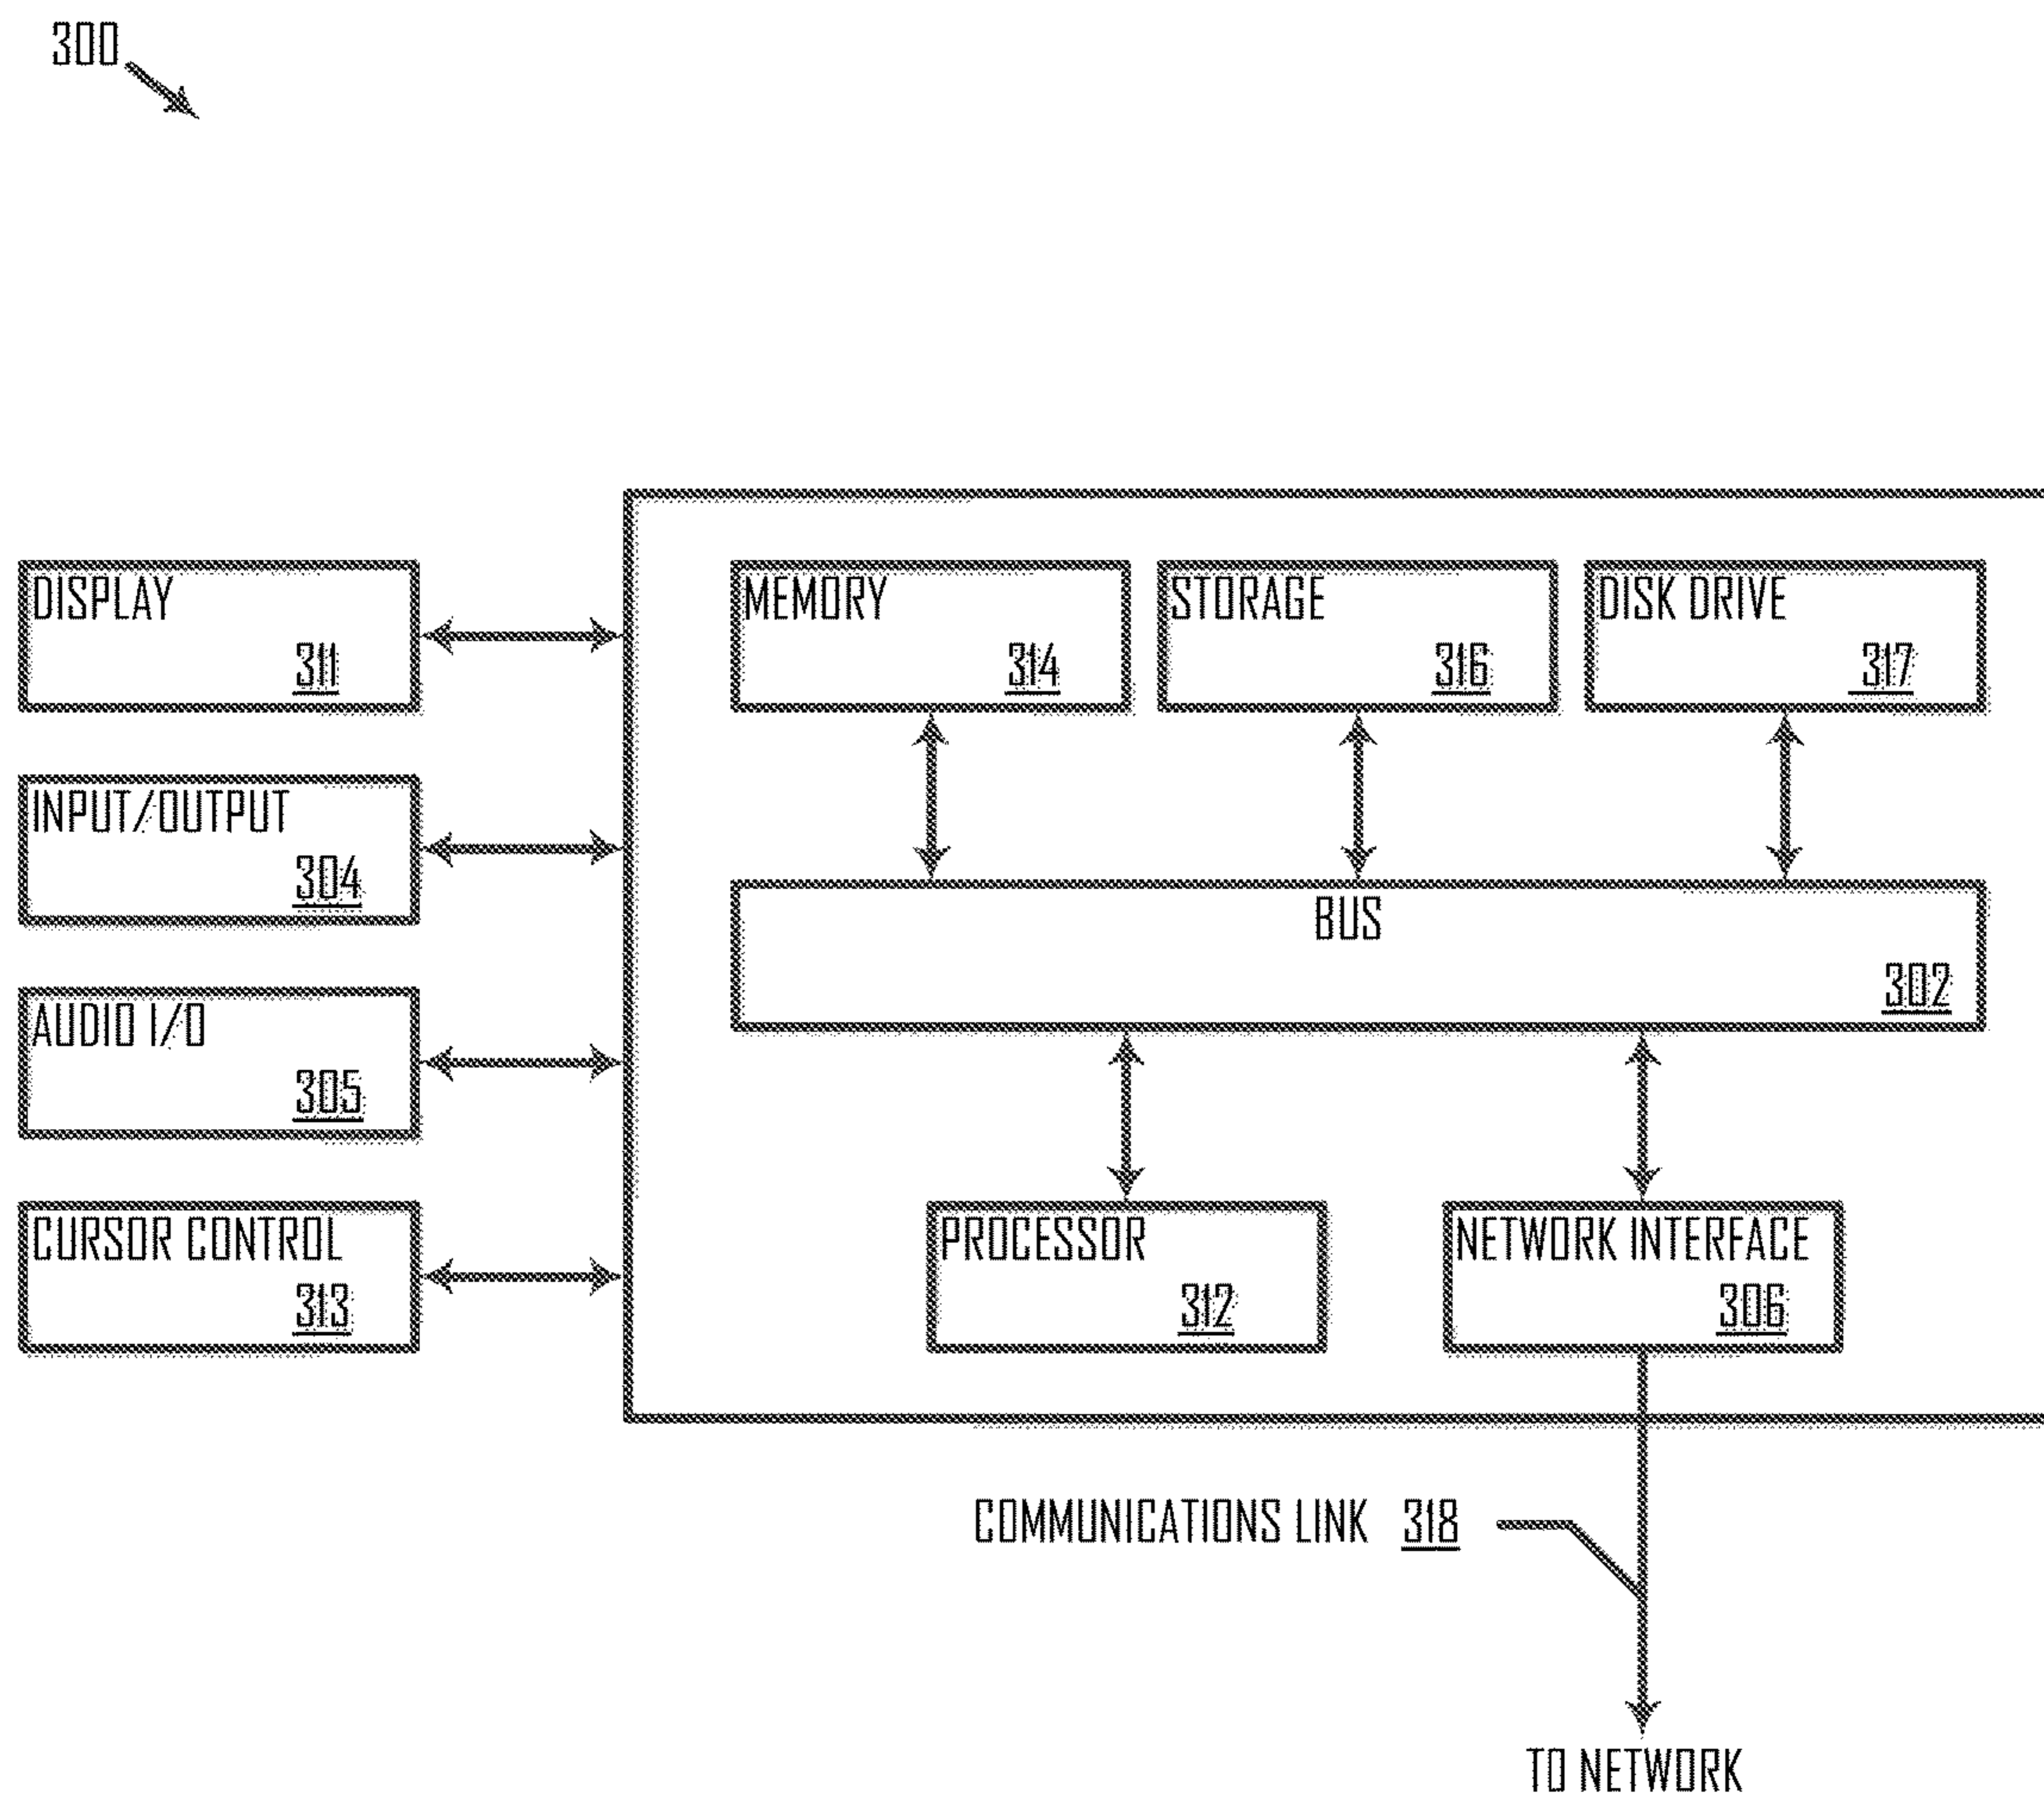 300
DISPLAY
311
MEMORY
314
STORAGE
316
DISK DRIVE
317
INPUT/OUTPUT
304
BUS
302
AUDIO I/O
305
CURSOR CONTROL
313
PROCESSOR
312
NETWORK INTERFACE
306
COMMUNICATIONS LINK 318
TO NETWORK